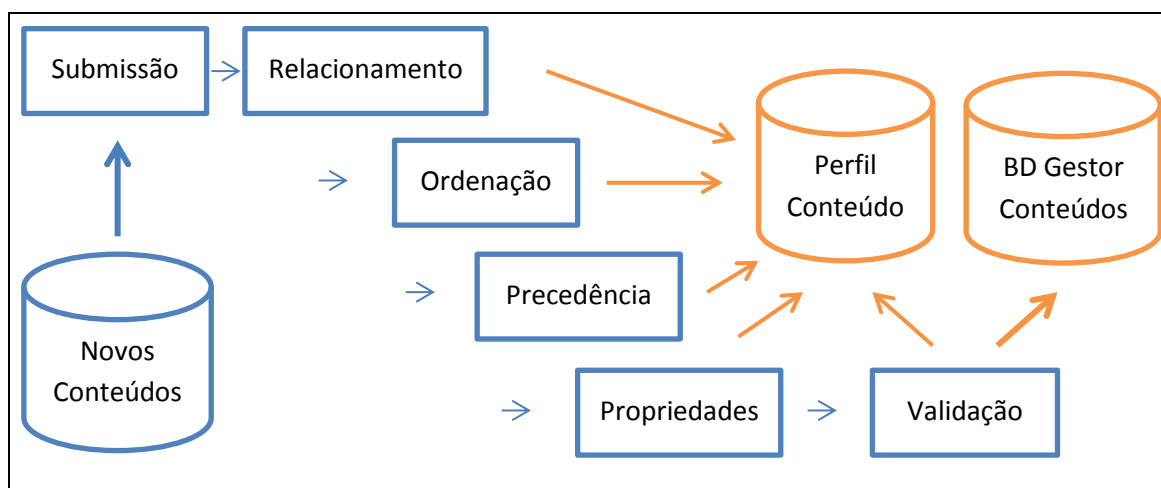 Submissão
Relacionamento
Ordenação
Precedência
Propriedades
Validação
Novos
Conteúdos
Perfil
Conteúdo
BD Gestor
Conteúdos